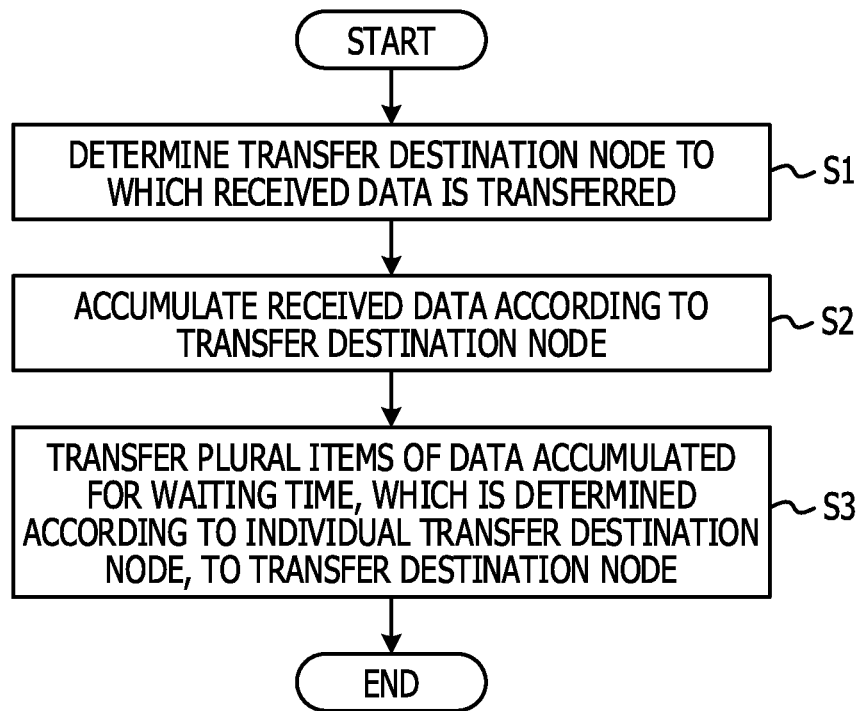 START
DETERMINE TRANSFER DESTINATION NODE TO
WHICH RECEIVED DATA IS TRANSFERRED
S1
ACCUMULATE RECEIVED DATA ACCORDING TO
TRANSFER DESTINATION NODE
S2
TRANSFER PLURAL ITEMS OF DATA ACCUMULATED
FOR WAITING TIME, WHICH IS DETERMINED
ACCORDING TO INDIVIDUAL TRANSFER DESTINATION
NODE, TO TRANSFER DESTINATION NODE
S3
END